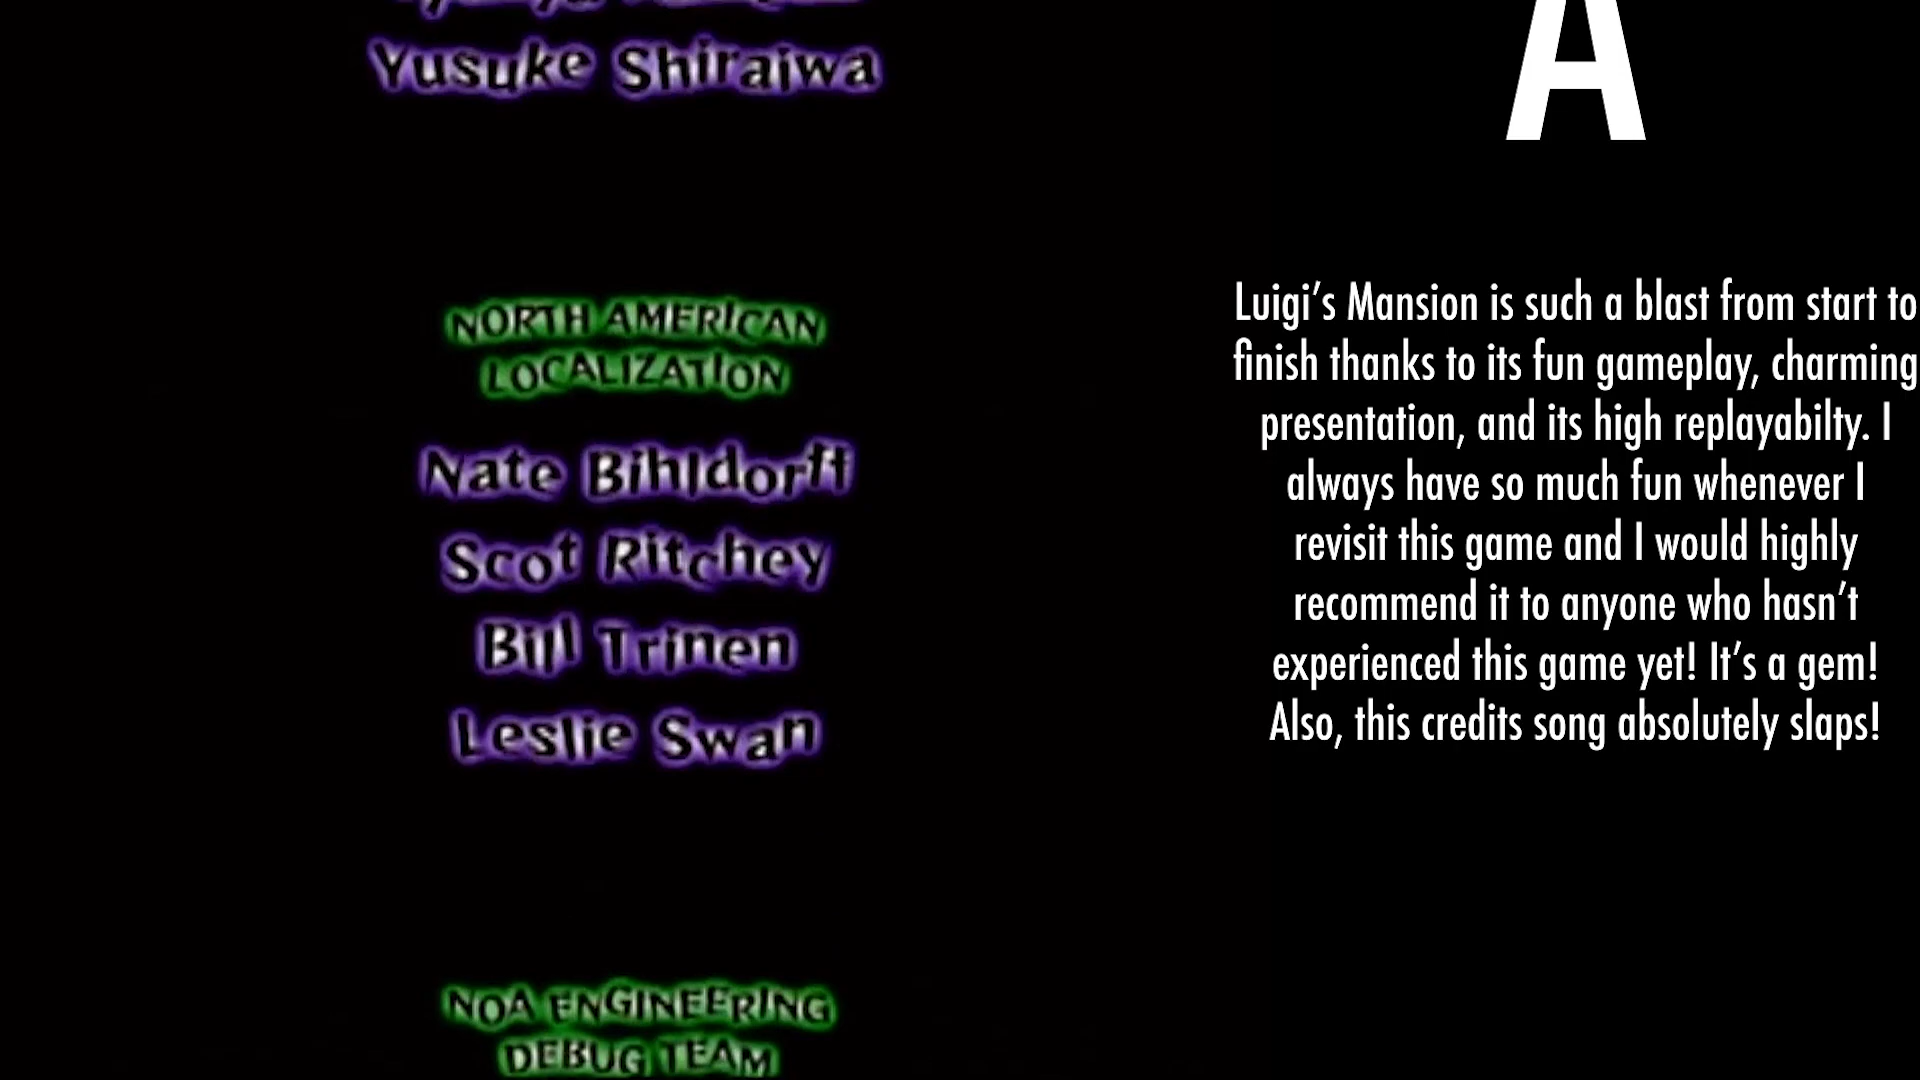 Yusuke Shiraiwa
NORTH AMERICAN
LOCALIZATION
Nate Bihldorff
Scot Ritchey
Bill Trinen
Leslie Swan
NOA ENGINEERING
DEBUG TEAM
A
Luigi’s Mansion is such a blast from start to
finish thanks to its fun gameplay, charming
presentation, and its high replayabilty. I
always have so much fun whenever I
revisit this game and I would highly
recommend it to anyone who hasn’t
experienced this game yet! It’s a gem!
Also, this credits song absolutely slaps!